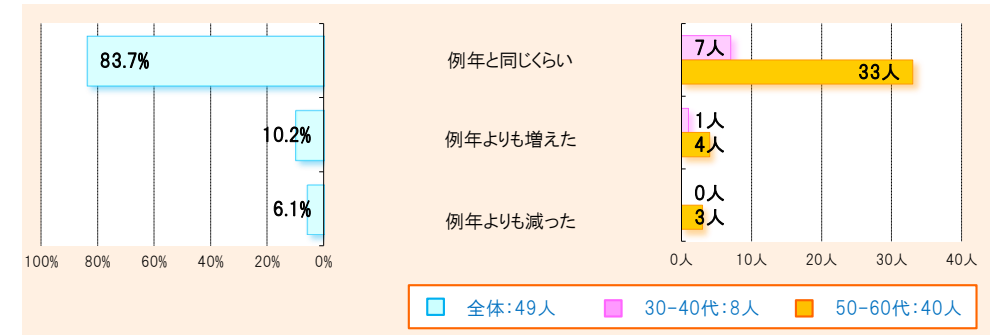 83.7% 例年と同じくらい 7人
33人
10.2% 例年よりも増えた 1人
4人
6.1% 例年よりも減った 0人
3人
100% 80% 60% 40% 20% 0% 0人 10人 20人 30人 40人
全体:49人 30-40代:8人 50-60代:40人